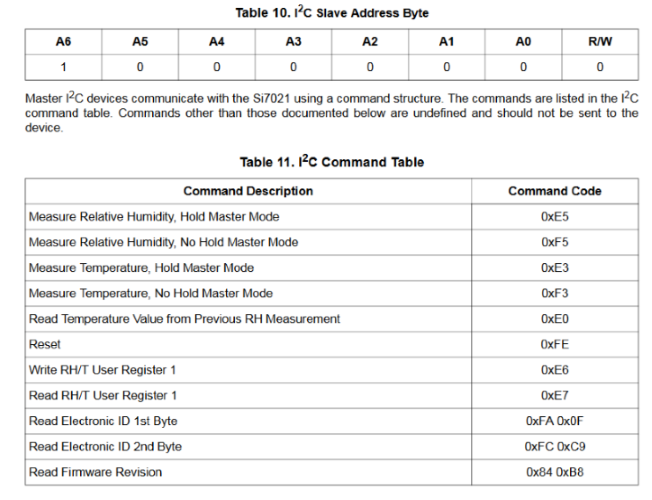 Table 10. I²C Slave Address Byte
A6 A5 A4 A3 A2 A1 A0 R/W
1 0 0 0 0 0 0 0
Master I²C devices communicate with the Si7021 using a command structure. The commands are listed in the I²C
command table. Commands other than those documented below are undefined and should not be sent to the
device.
Table 11. I²C Command Table
Command Description Command Code
Measure Relative Humidity, Hold Master Mode 0xE5
Measure Relative Humidity, No Hold Master Mode 0xF5
Measure Temperature, Hold Master Mode 0xE3
Measure Temperature, No Hold Master Mode 0xF3
Read Temperature Value from Previous RH Measurement 0xE0
Reset 0xFE
Write RH/T User Register 1 0xE6
Read RH/T User Register 1 0xE7
Read Electronic ID 1st Byte 0xFA 0x0F
Read Electronic ID 2nd Byte 0xFC 0xC9
Read Firmware Revision 0x84 0xB8